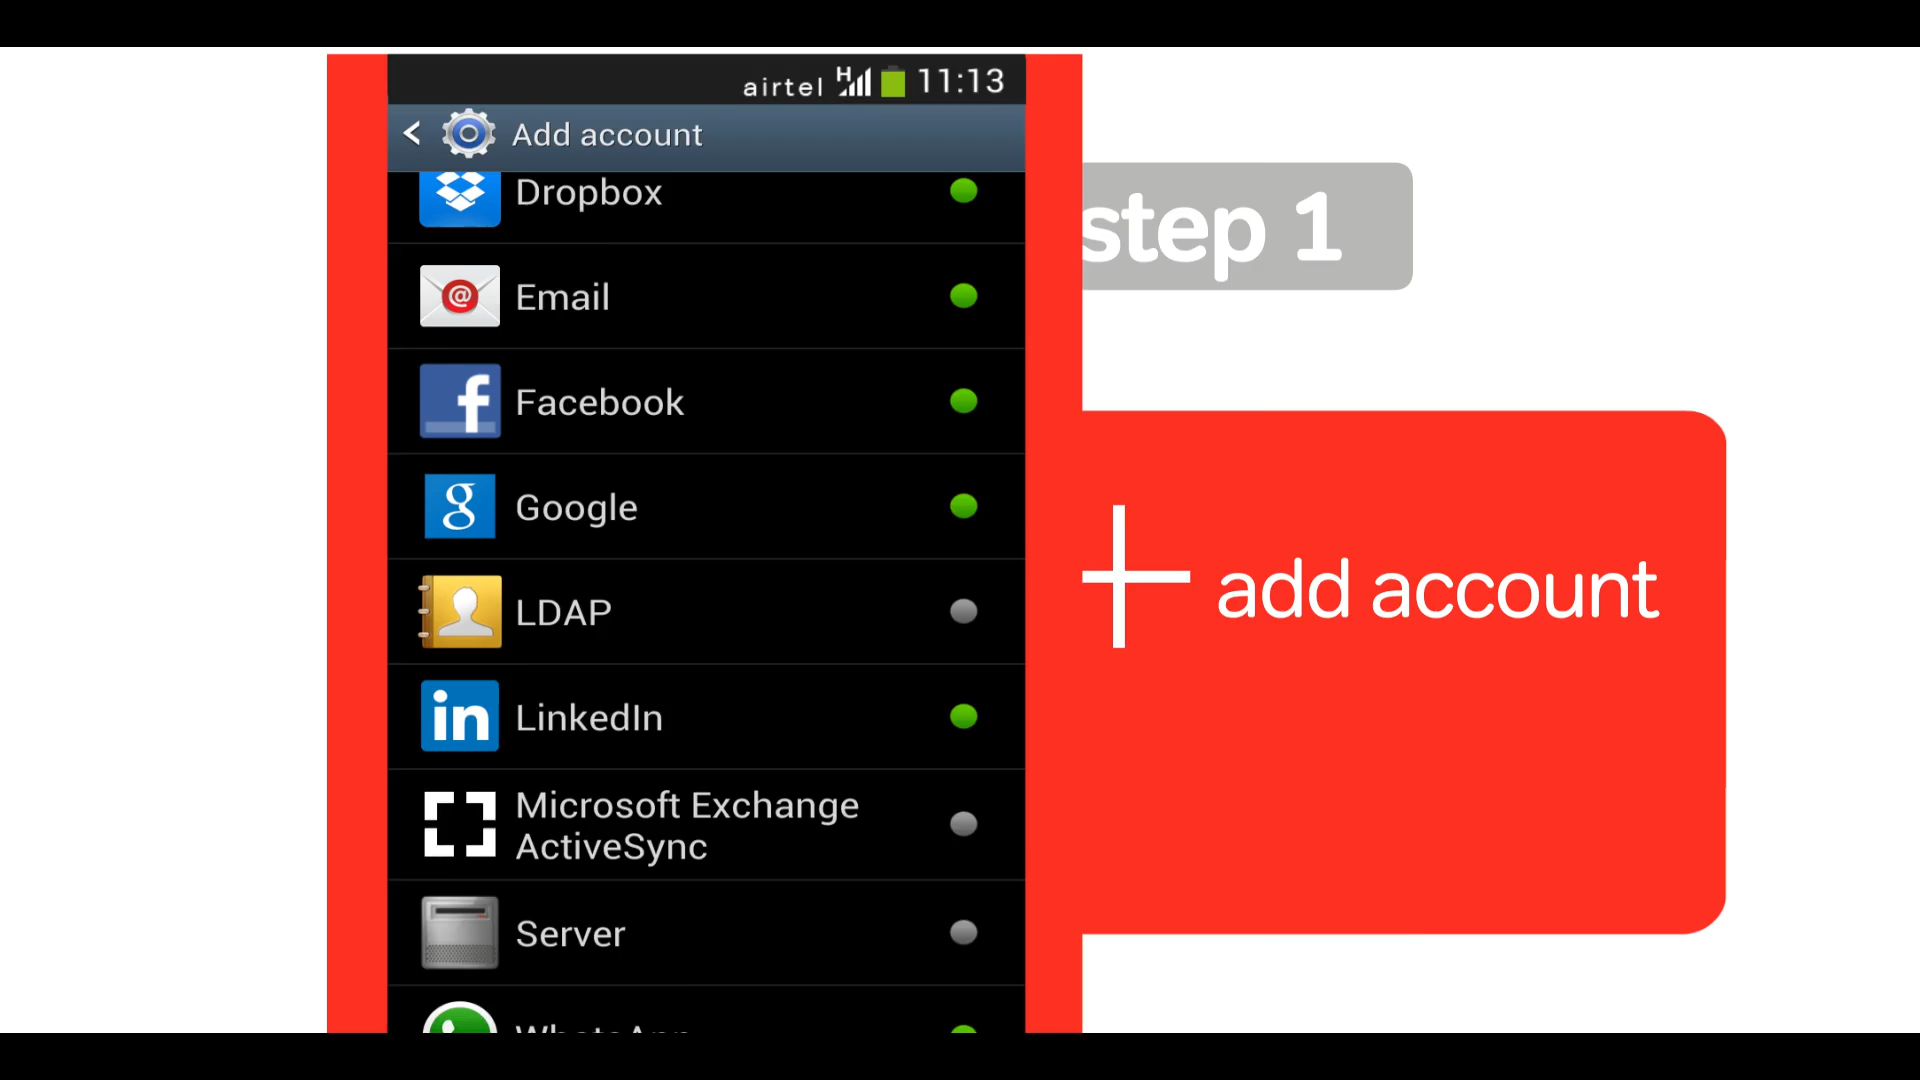 airtel H 11:13
Add account
Dropbox
Email
Facebook
Google
LDAP
LinkedIn
Microsoft Exchange
ActiveSync
Server
WhatsApp
step 1
add account